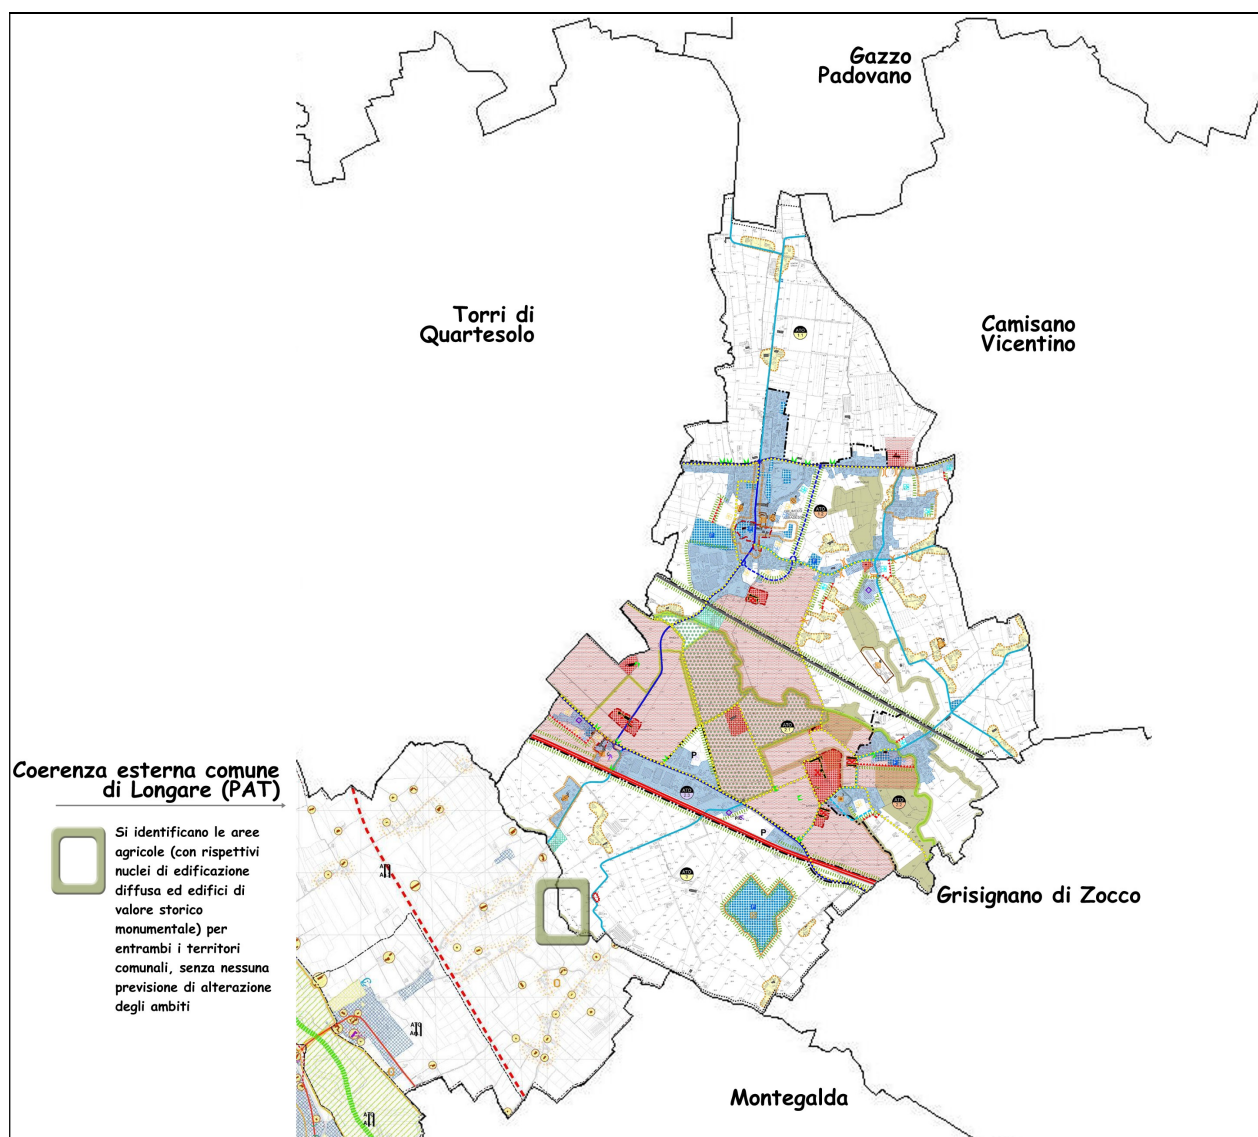 Gazzo
Padovano
Torri di
Quartesolo
Camisano
Vicentino
Coerenza esterna comune
di Longare (PAT)
Si identificano le aree
agricole (con rispettivi
nuclei di edificazione
diffusa ed edifici di
valore storico
monumentale) per
entrambi i territori
comunali, senza nessuna
previsione di alterazione
degli ambiti
Grisignano di Zocco
Montegalda
P
P